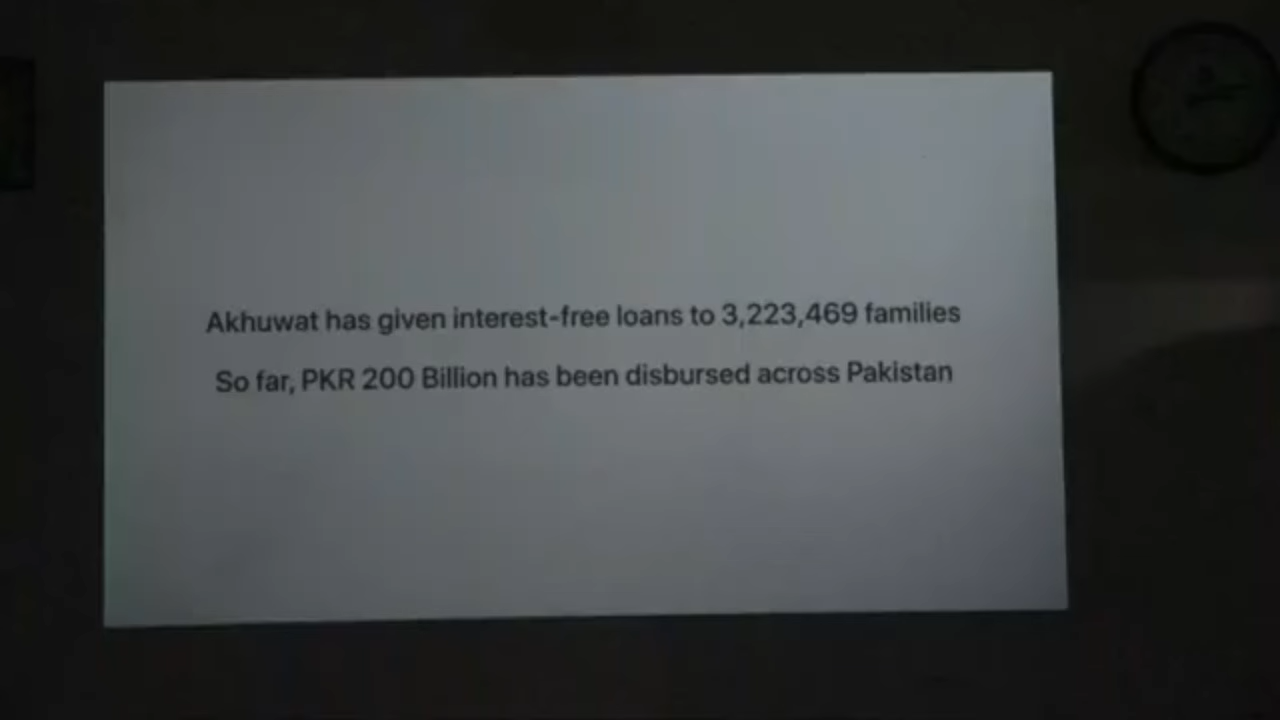 Akhuwat has given interest-free loans to 3,223,469 families
So far, PKR 200 Billion has been disbursed across Pakistan